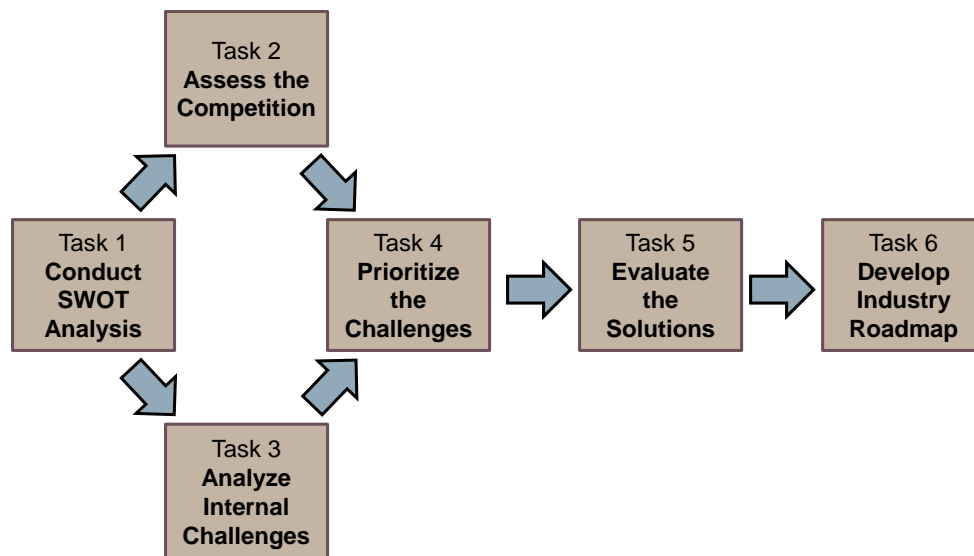 Task 1
Conduct
SWOT
Analysis
Task 2
Assess the
Competition
Task 3
Analyze
Internal
Challenges
Task 4
Prioritize
the
Challenges
Task 5
Evaluate
the
Solutions
Task 6
Develop
Industry
Roadmap